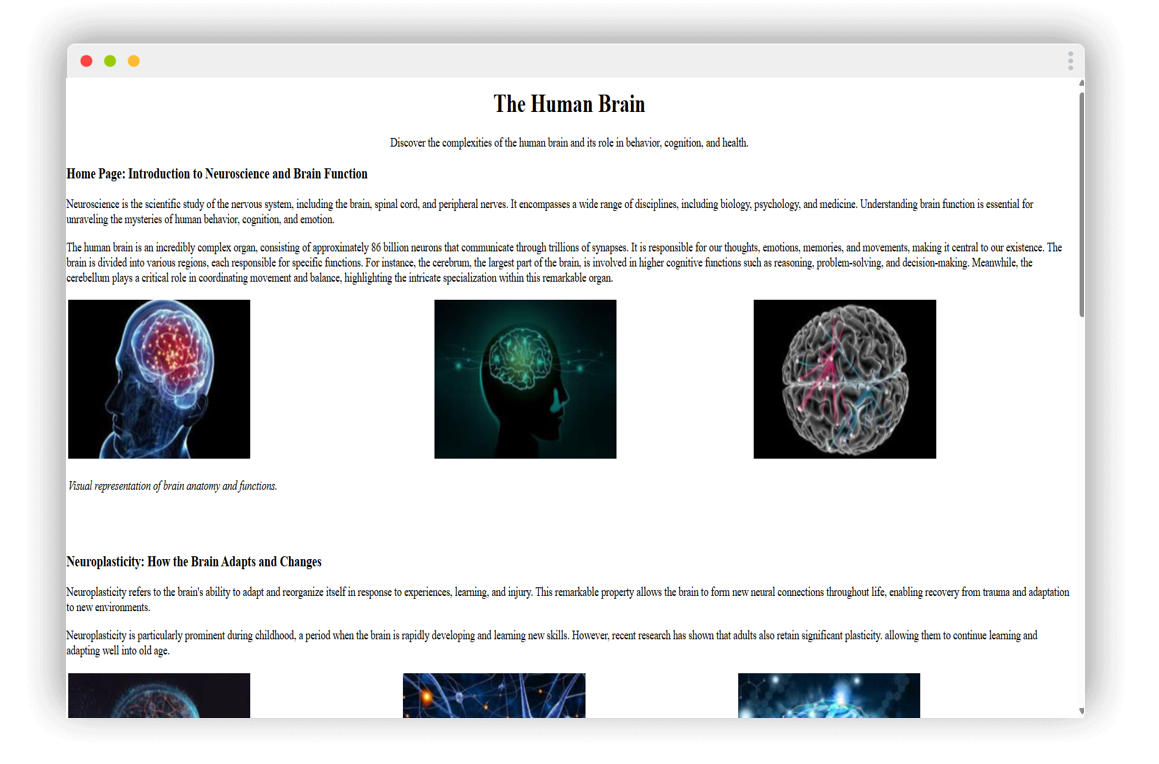 The Human Brain
Discover the complexities of the human brain and its role in behavior, cognition, and health.
Home Page: Introduction to Neuroscience and Brain Function
Neuroscience is the scientific study of the nervous system, including the brain, spinal cord, and peripheral nerves. It encompasses a wide range of disciplines, including biology, psychology, and medicine. Understanding brain function is essential for
unraveling the mysteries of human behavior, cognition, and emotion.
The human brain is an incredibly complex organ, consisting of approximately 86 billion neurons that communicate through trillions of synapses. It is responsible for our thoughts, emotions, memories, and movements, making it central to our existence. The
brain is divided into various regions, each responsible for specific functions. For instance, the cerebrum, the largest part of the brain, is involved in higher cognitive functions such as reasoning, problem-solving, and decision-making. Meanwhile, the
cerebellum plays a critical role in coordinating movement and balance, highlighting the intricate specialization within this remarkable organ.
Visual representation of brain anatomy and functions.
Neuroplasticity: How the Brain Adapts and Changes
Neuroplasticity refers to the brain's ability to adapt and reorganize itself in response to experiences, learning, and injury. This remarkable property allows the brain to form new neural connections throughout life, enabling recovery from trauma and adaptation
to new environments.
Neuroplasticity is particularly prominent during childhood, a period when the brain is rapidly developing and learning new skills. However, recent research has shown that adults also retain significant plasticity. allowing them to continue learning and
adapting well into old age.